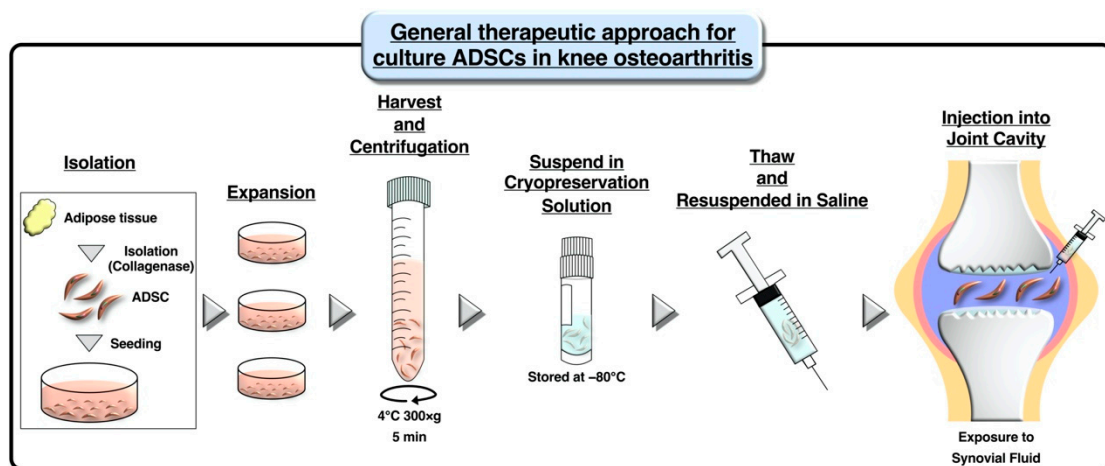 General therapeutic approach for
culture ADSCs in knee osteoarthritis
Isolation
Adipose tissue
Isolation
(Collagenase)
ADSC
Seeding
Expansion
Harvest
and
Centrifugation
4°C 300×g
5 min
Suspend in
Cryopreservation
Solution
Stored at –80°C
Thaw
and
Resuspended in Saline
Injection into
Joint Cavity
Exposure to
Synovial Fluid